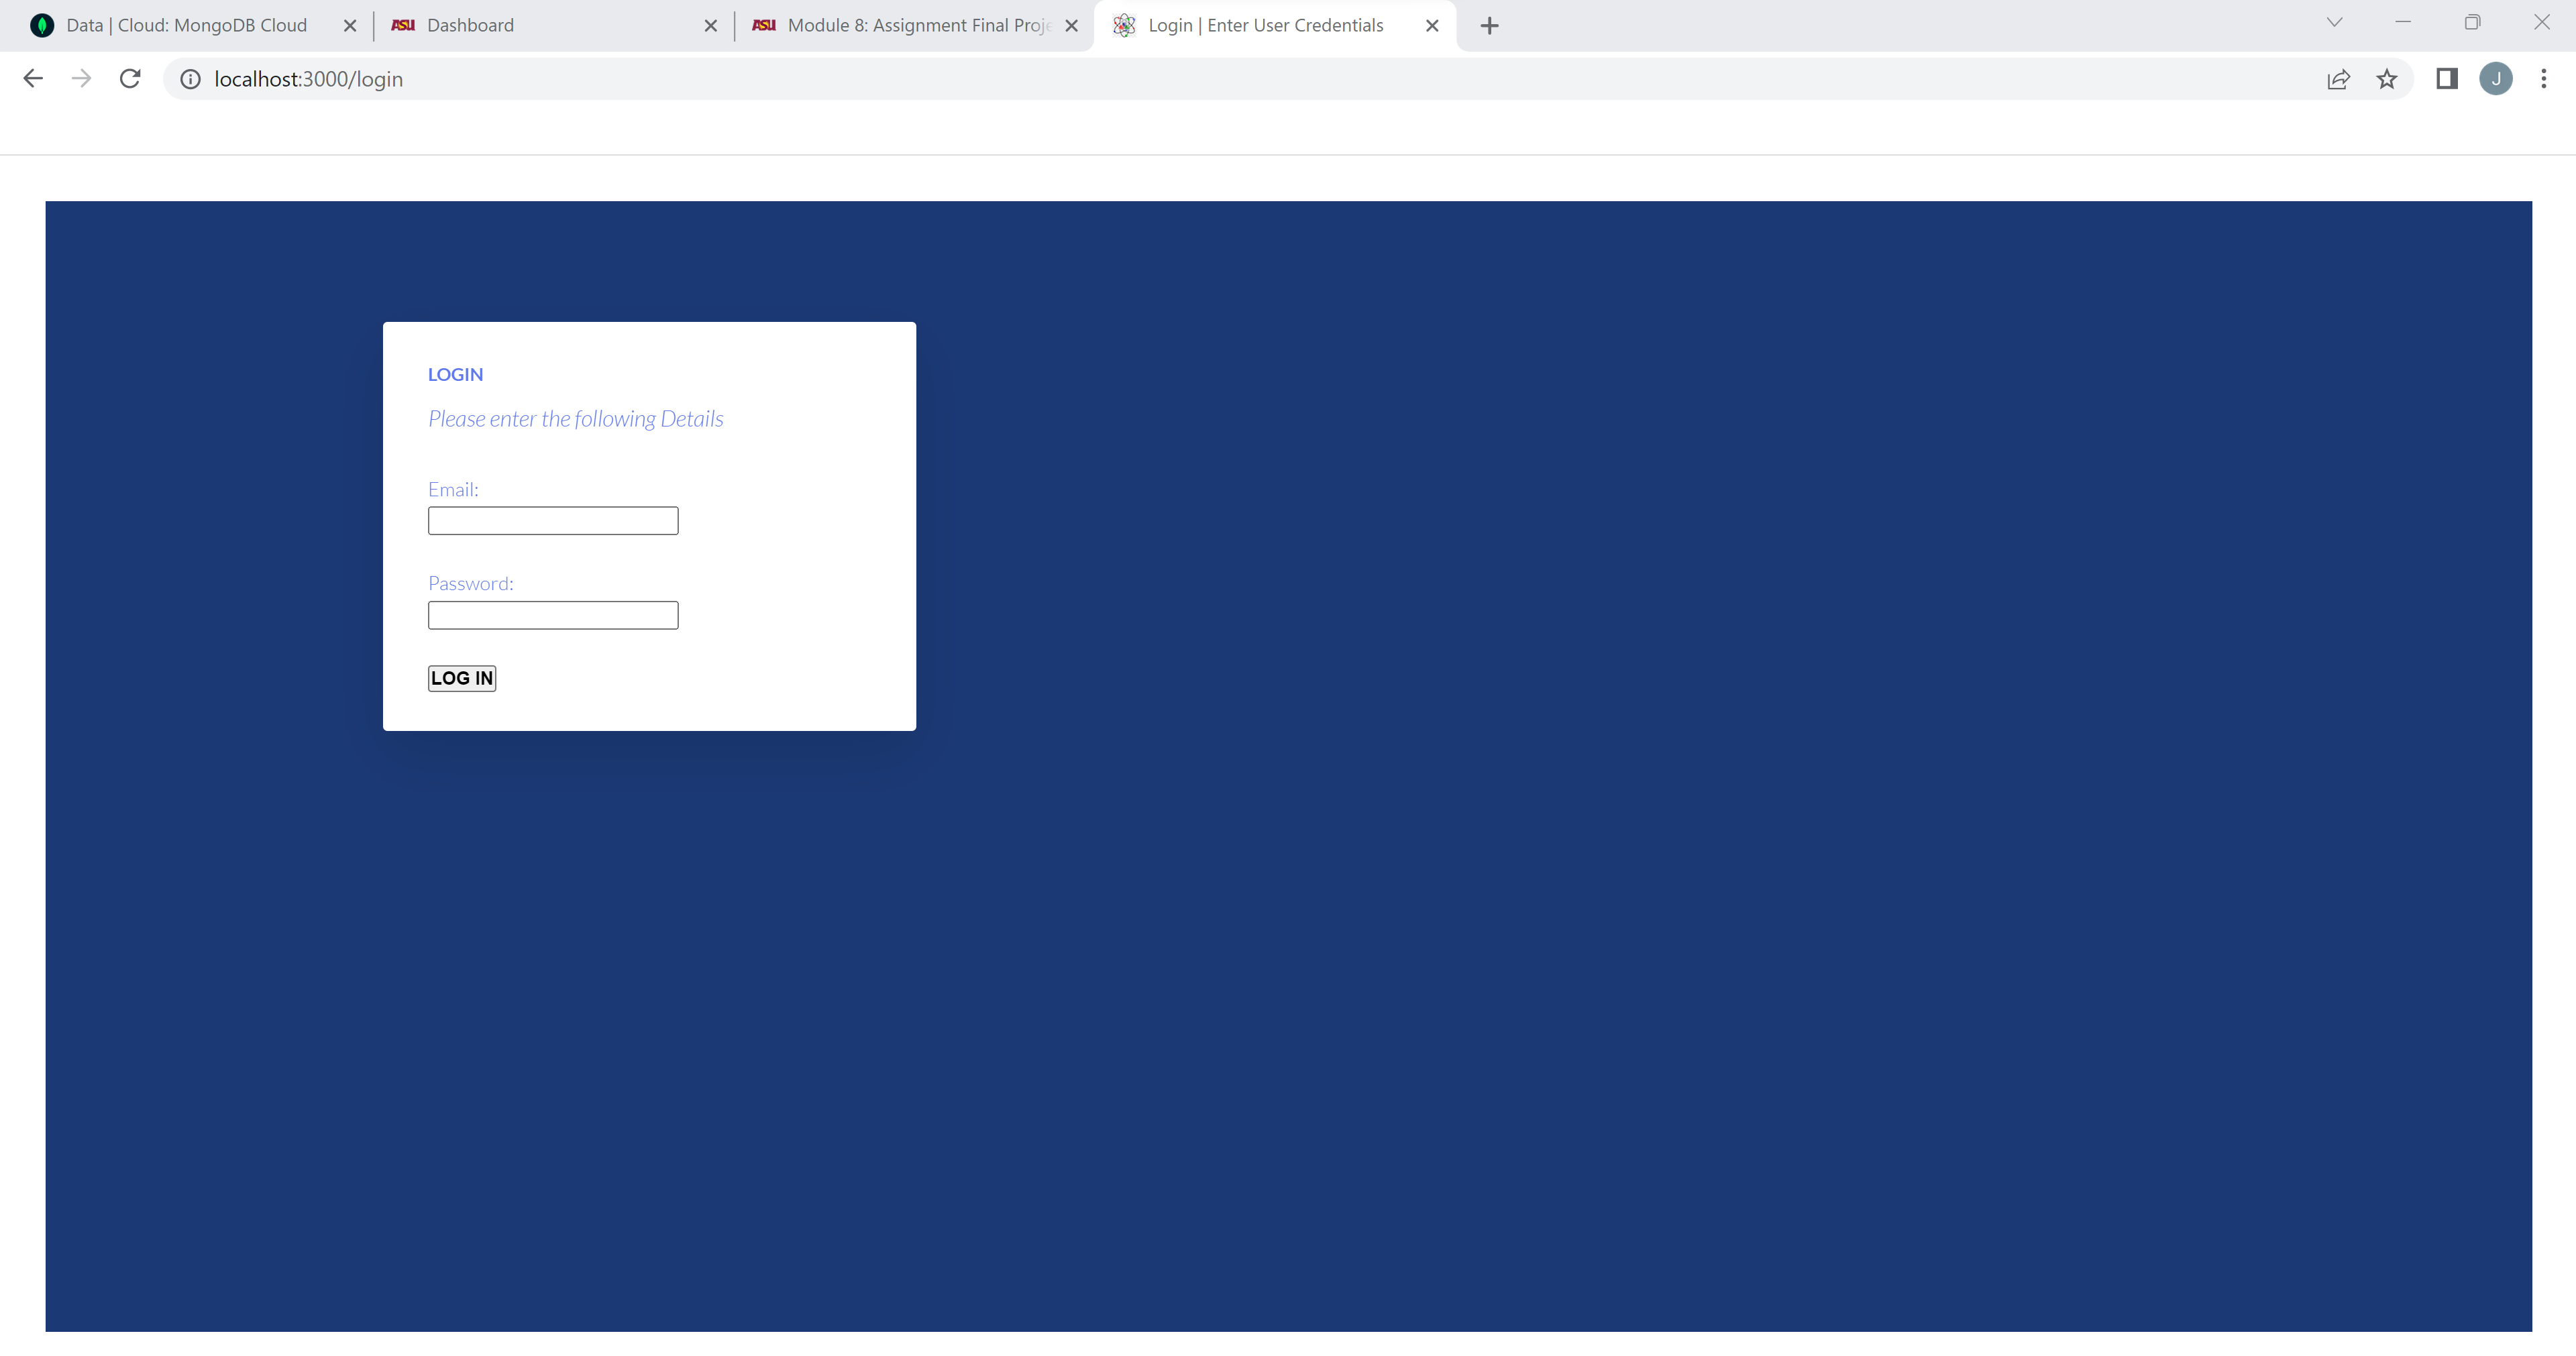 Data | Cloud: MongoDB Cloud
ASU Dashboard
ASU Module 8: Assignment Final Proje
Login | Enter User Credentials
localhost:3000/login
J
LOGIN
Please enter the following Details
Email:
Password:
LOG IN